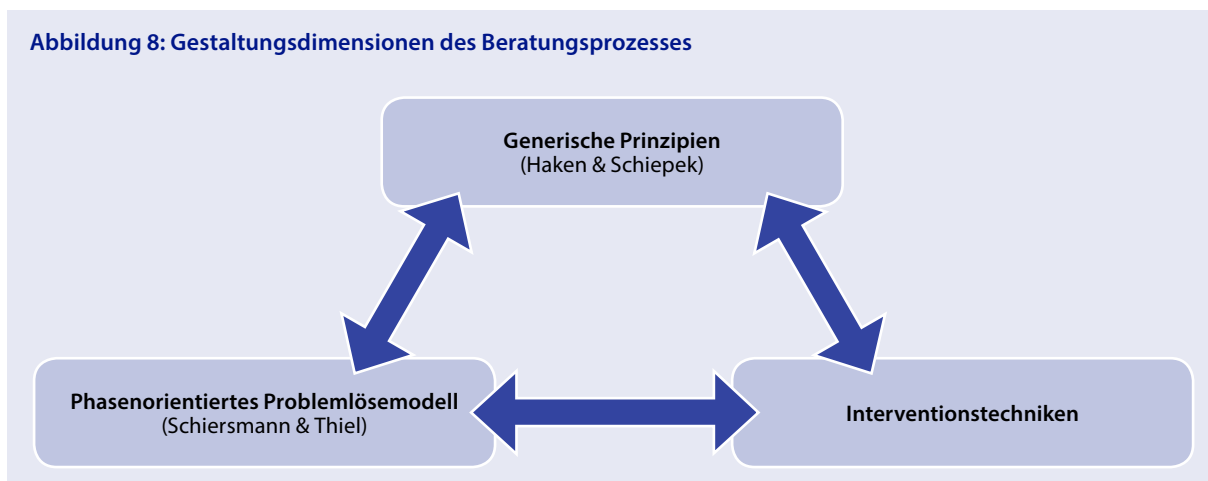 Abbildung 8: Gestaltungsdimensionen des Beratungsprozesses
Generische Prinzipien
(Haken & Schiepek)
Phasenorientiertes Problemlösemodell
(Schiersmann & Thiel)
Interventionstechniken